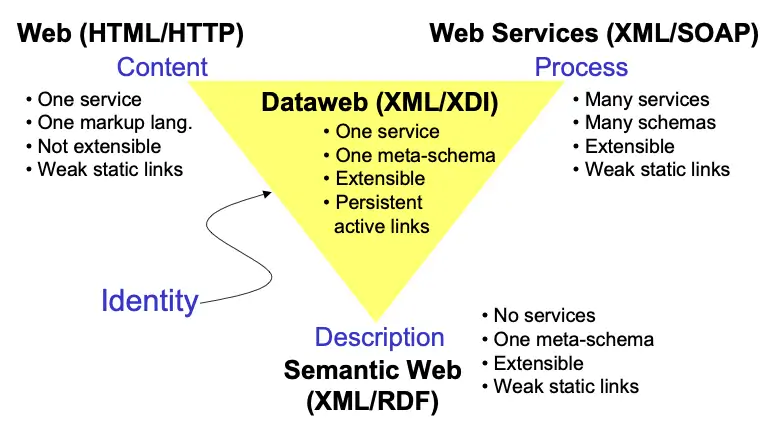 Web (HTML/HTTP)
Content
• One service
• One markup lang.
• Not extensible
• Weak static links
Web Services (XML/SOAP)
Process
• Many services
• Many schemas
• Extensible
• Weak static links
Dataweb (XML/XDI)
• One service
• One meta-schema
• Extensible
• Persistent
active links
Identity
Description
Semantic Web
(XML/RDF)
• No services
• One meta-schema
• Extensible
• Weak static links